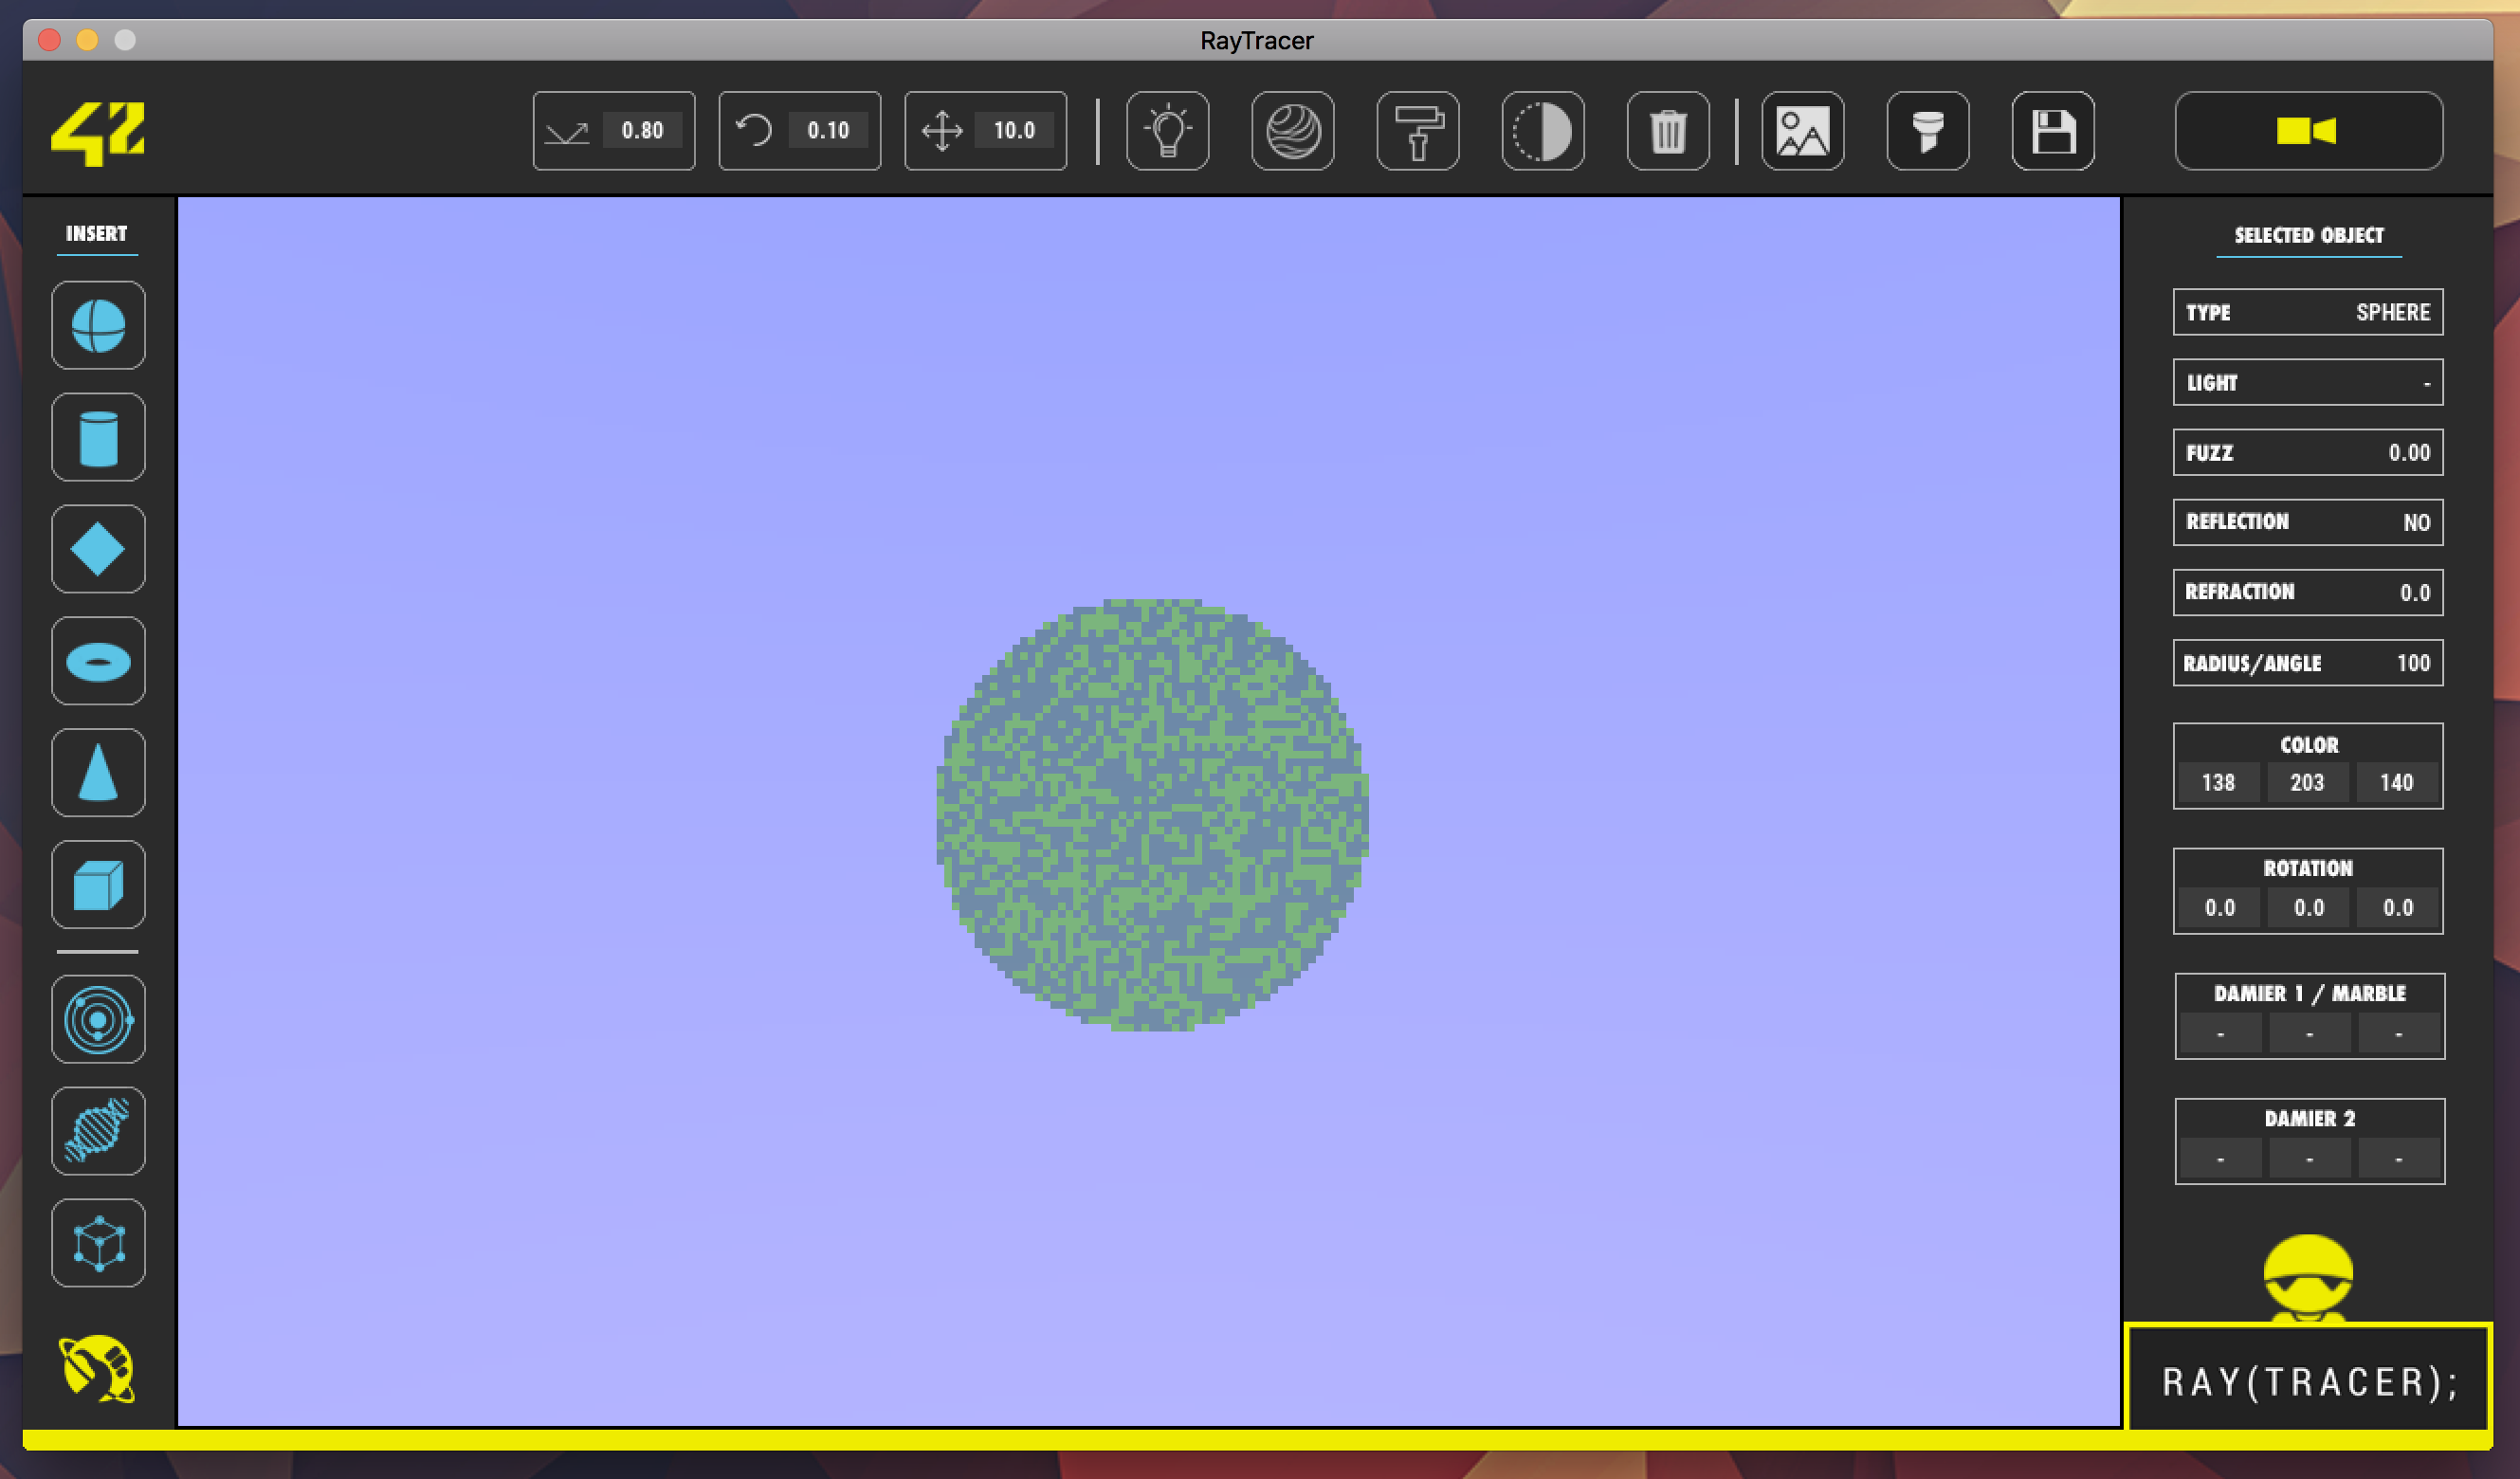 RayTracer
42
0.80
0.10
10.0
INSERT
SELECTED OBJECT
TYPE SPHERE
LIGHT -
FUZZ 0.00
REFLECTION NO
REFRACTION 0.0
RADIUS/ANGLE 100
COLOR
138 203 140
ROTATION
0.0 0.0 0.0
DAMIER 1 / MARBLE
- - -
DAMIER 2
- - -
RAY(TRACER);